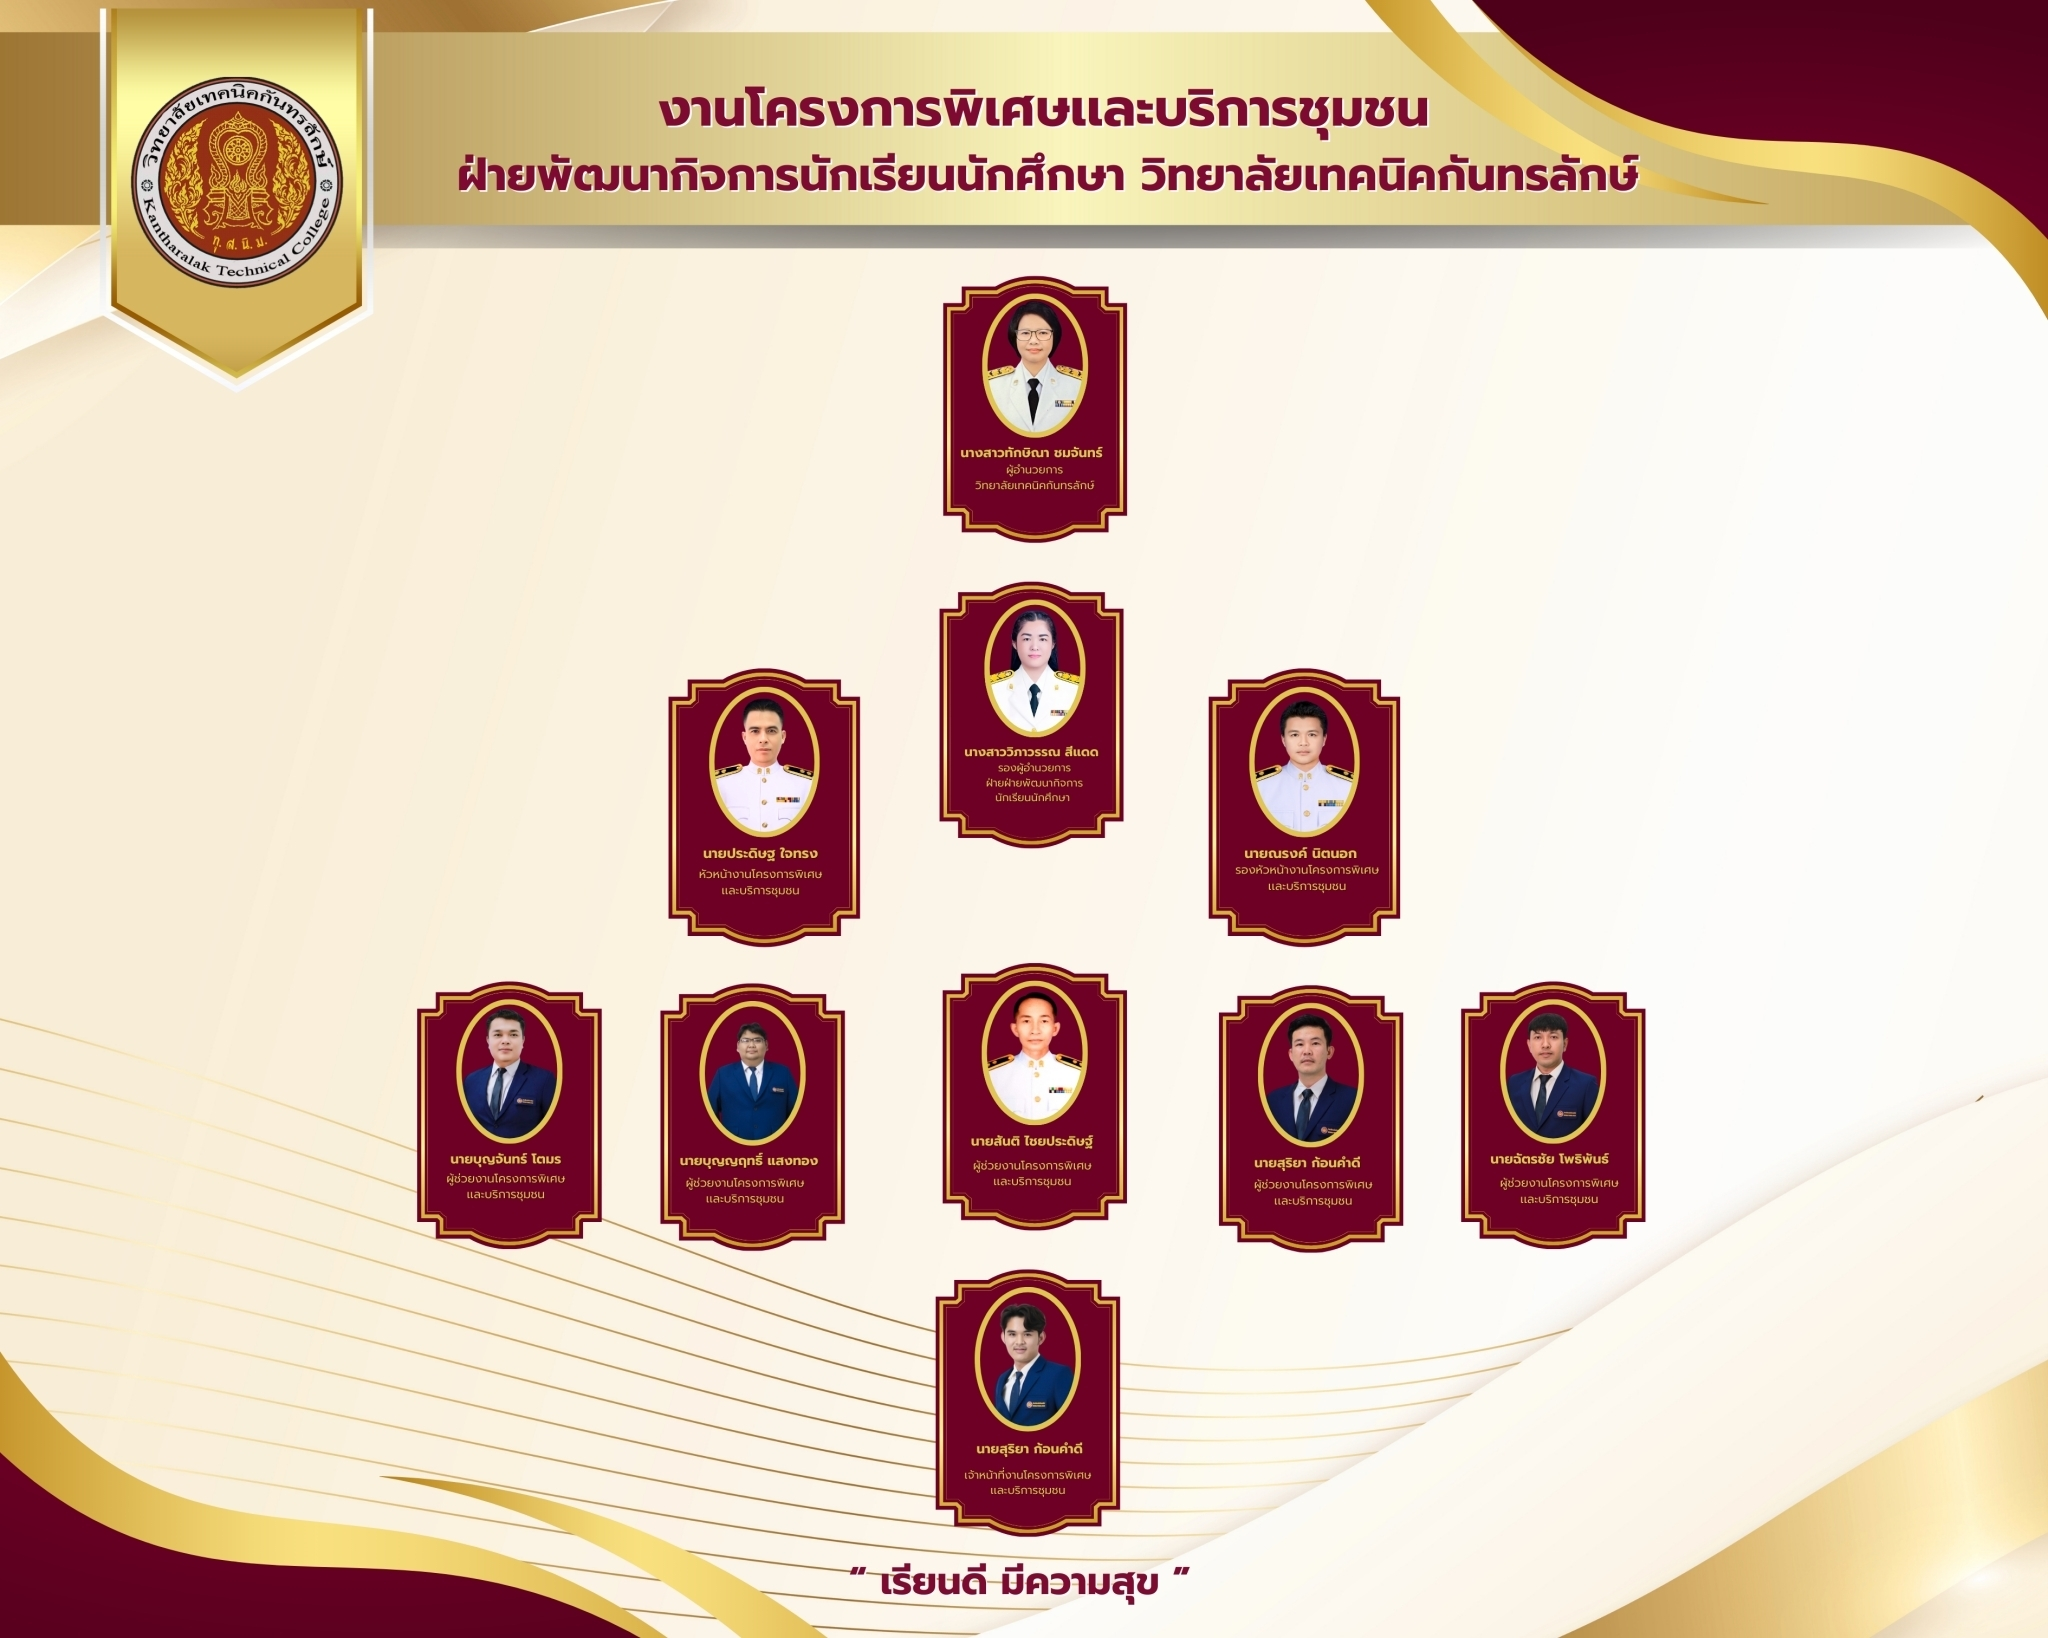 วิทยาลัยเทคนิคกันทรลักษ์
ทุ. ส. นิ. ม.
Kantharalak Technical College
งานโครงการพิเศษและบริการชุมชน
ฝ่ายพัฒนากิจการนักเรียนนักศึกษา วิทยาลัยเทคนิคกันทรลักษ์
นางสาวทักษิณา ชมจันทร์
ผู้อำนวยการ
วิทยาลัยเทคนิคกันทรลักษ์
นางสาววิภาวรรณ สีแดด
รองผู้อำนวยการ
ฝ่ายฝ่ายพัฒนากิจการ
นักเรียนนักศึกษา
นายประดิษฐ ใจทรง
หัวหน้างานโครงการพิเศษ
และบริการชุมชน
นายณรงค์ นิตนอก
รองหัวหน้างานโครงการพิเศษ
และบริการชุมชน
นายบุญจันทร์ โตมร
ผู้ช่วยงานโครงการพิเศษ
และบริการชุมชน
นายบุญญฤทธิ์ แสงทอง
ผู้ช่วยงานโครงการพิเศษ
และบริการชุมชน
นายสันติ ไชยประดิษฐ์
ผู้ช่วยงานโครงการพิเศษ
และบริการชุมชน
นายสุริยา ก้อนคำดี
ผู้ช่วยงานโครงการพิเศษ
และบริการชุมชน
นายฉัตรชัย โพธิพันธ์
ผู้ช่วยงานโครงการพิเศษ
และบริการชุมชน
นายสุริยา ก้อนคำดี
เจ้าหน้าที่งานโครงการพิเศษ
และบริการชุมชน
“ เรียนดี มีความสุข ”